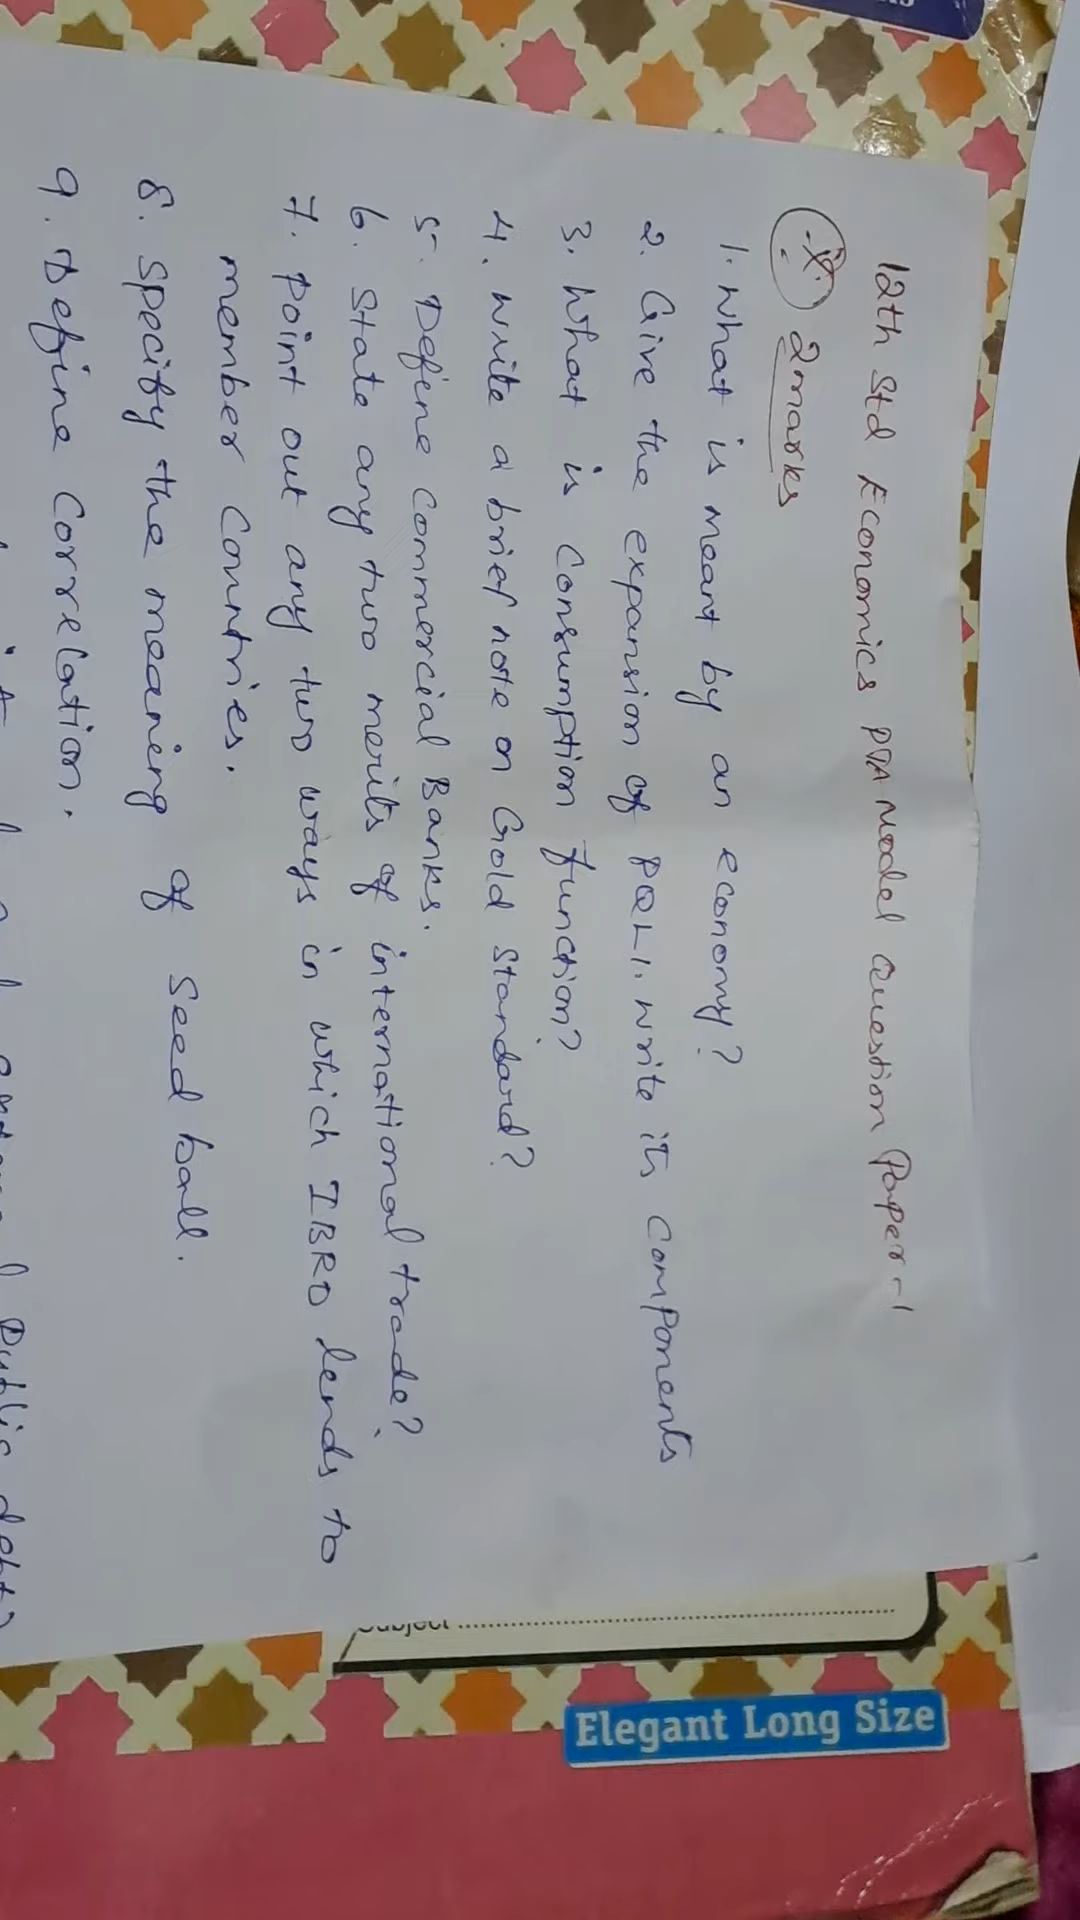 12th Std Economics PTA Model Question Paper-1
2 marks
1. What is meant by an economy?
2. Give the expansion of PQLI. write its components
3. What is Consumption function?
4. Write a brief note on Gold Standard?
5. Define Commercial Banks.
6. State any two merits of international trade?
7. Point out any two ways in which IBRD lends to
member Countries.
8. Specify the meaning of Seed ball.
9. Define Correlation.
Public debt?
Subject
Elegant Long Size